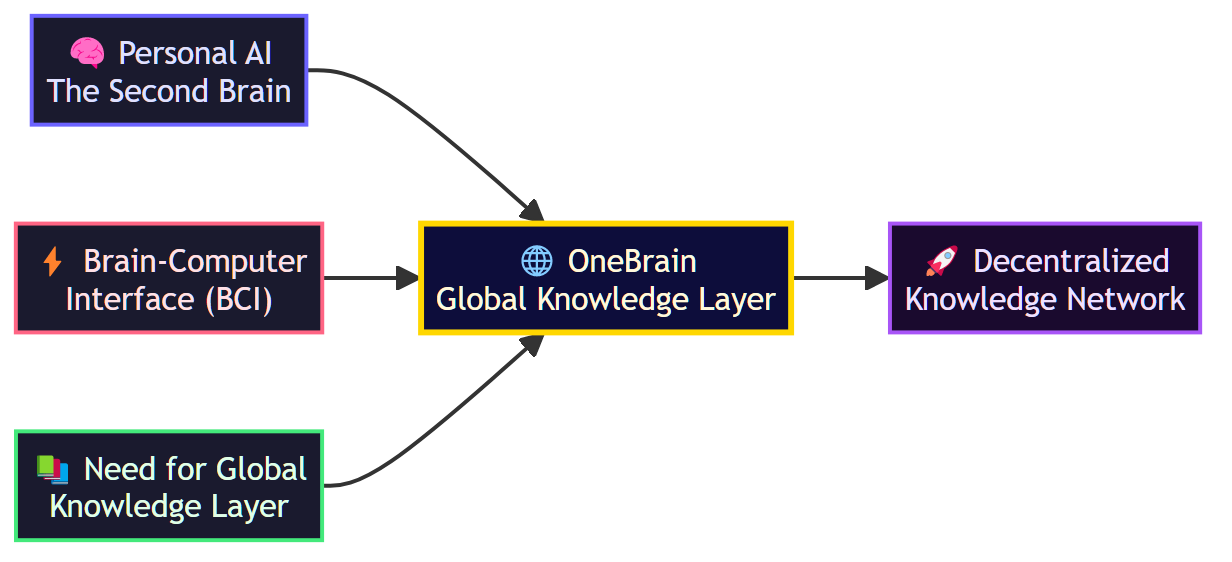 🧠 Personal AI
The Second Brain
⚡ Brain-Computer
Interface (BCI)
📚 Need for Global
Knowledge Layer
🌐 OneBrain
Global Knowledge Layer
🚀 Decentralized
Knowledge Network